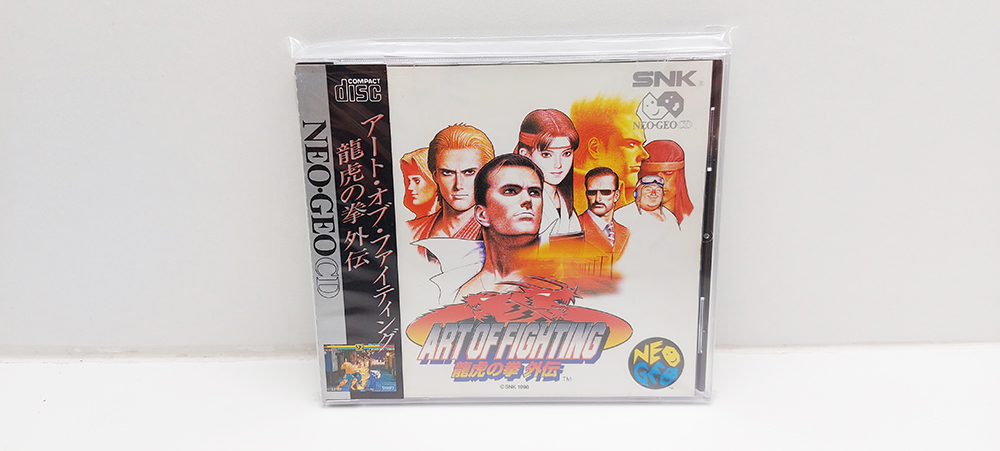 COMPACT
disc
NEO•GEO CD
アート・オブ・ファイティング
龍虎の拳 外伝
SNK®
NEO•GEO CD
ART OF FIGHTING
龍虎の拳 外伝 TM
© SNK 1996
NEO
GEO